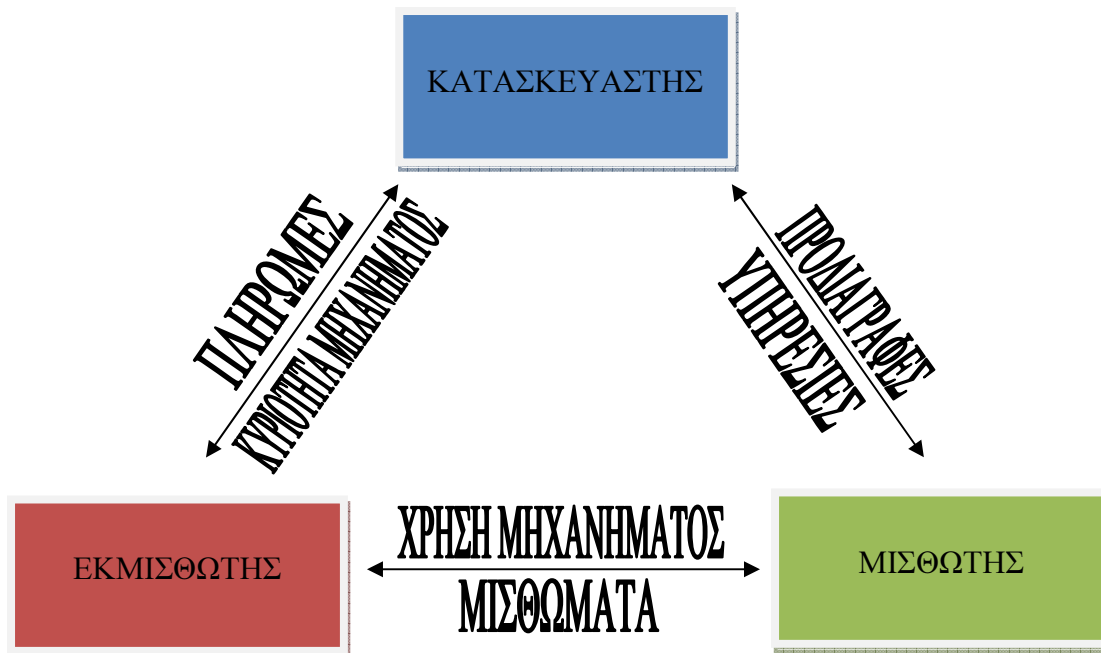 ΚΑΤΑΣΚΕΥΑΣΤΗΣ
ΠΛΗΡΩΜΕΣ
ΚΥΡΙΟΤΗΤΑ ΜΗΧΑΝΗΜΑΤΟΣ
ΠΡΟΔΙΑΓΡΑΦΕΣ
ΥΠΗΡΕΣΙΕΣ
ΕΚΜΙΣΘΩΤΗΣ
ΧΡΗΣΗ ΜΗΧΑΝΗΜΑΤΟΣ
ΜΙΣΘΩΜΑΤΑ
ΜΙΣΘΩΤΗΣ